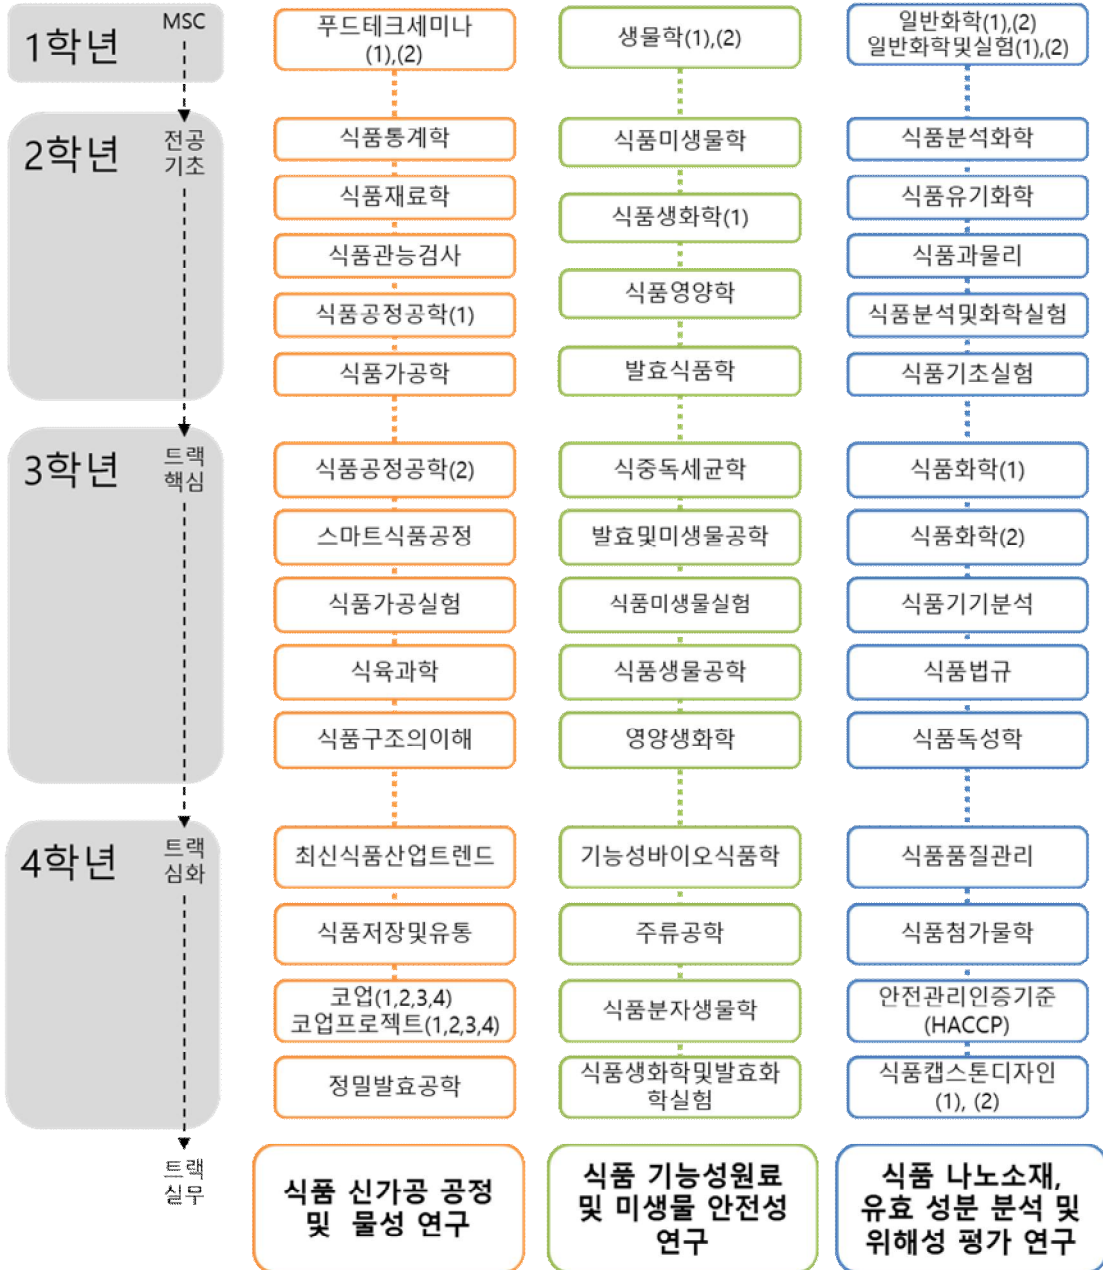 1학년
MSC
푸드테크세미나
(1),(2)
생물학(1),(2)
일반화학(1),(2)
일반화학및실험(1),(2)
2학년
전공
기초
식품통계학
식품재료학
식품관능검사
식품공정공학(1)
식품가공학
식품미생물학
식품생화학(1)
식품영양학
발효식품학
식품분석화학
식품유기화학
식품과물리
식품분석및화학실험
식품기초실험
3학년
트랙
핵심
식품공정공학(2)
스마트식품공정
식품가공실험
식육과학
식품구조의이해
식중독세균학
발효및미생물공학
식품미생물실험
식품생물공학
영양생화학
식품화학(1)
식품화학(2)
식품기기분석
식품법규
식품독성학
4학년
트랙
심화
최신식품산업트렌드
식품저장및유통
코업(1,2,3,4)
코업프로젝트(1,2,3,4)
정밀발효공학
기능성바이오식품학
주류공학
식품분자생물학
식품생화학및발효화
학실험
식품품질관리
식품첨가물학
안전관리인증기준
(HACCP)
식품캡스톤디자인
(1), (2)
트랙
실무
식품 신가공 공정
및 물성 연구
식품 기능성원료
및 미생물 안전성
연구
식품 나노소재,
유효 성분 분석 및
위해성 평가 연구